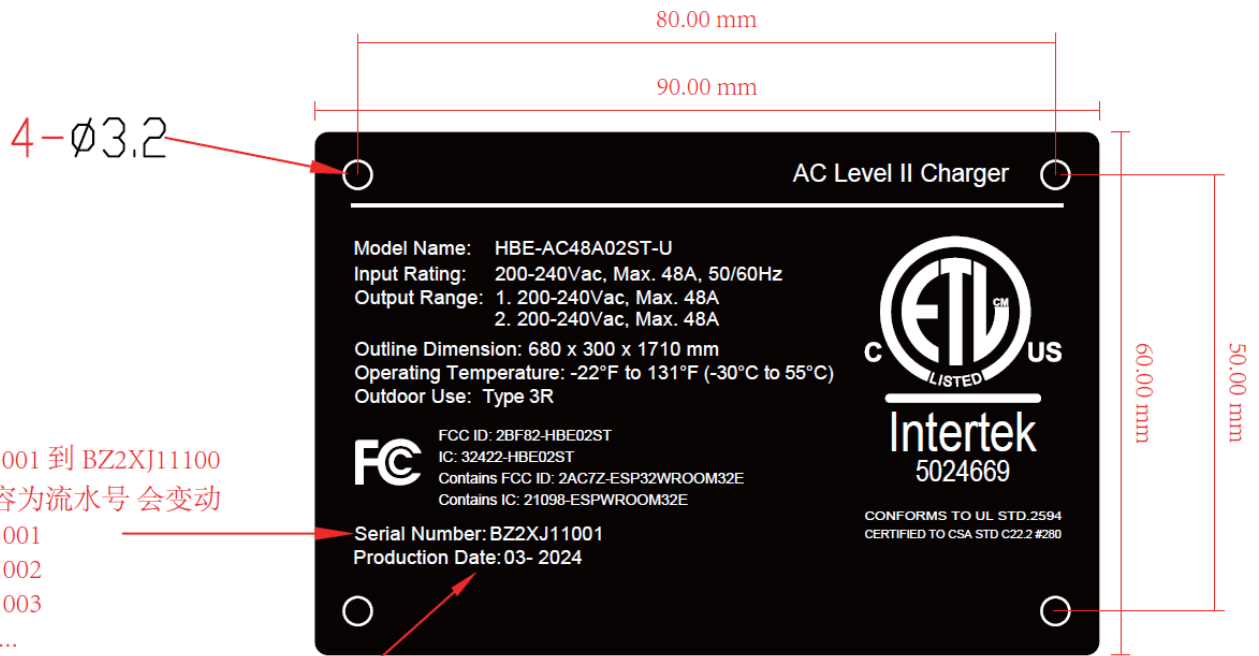 80.00 mm
90.00 mm
4-Ø3.2
AC Level II Charger
Model Name: HBE-AC48A02ST-U
Input Rating: 200-240Vac, Max. 48A, 50/60Hz
Output Range: 1. 200-240Vac, Max. 48A
2. 200-240Vac, Max. 48A
Outline Dimension: 680 x 300 x 1710 mm
Operating Temperature: -22°F to 131°F (-30°C to 55°C)
Outdoor Use: Type 3R
FC
FCC ID: 2BF82-HBE02ST
IC: 32422-HBE02ST
Contains FCC ID: 2AC7Z-ESP32WROOM32E
Contains IC: 21098-ESPWROOM32E
Serial Number: BZ2XJ11001
Production Date: 03- 2024
ETL CM
C US
LISTED
Intertek
5024669
CONFORMS TO UL STD.2594
CERTIFIED TO CSA STD C22.2 #280
60.00 mm
50.00 mm
001 到 BZ2XJ11100
容为流水号 会变动
001
002
003
...